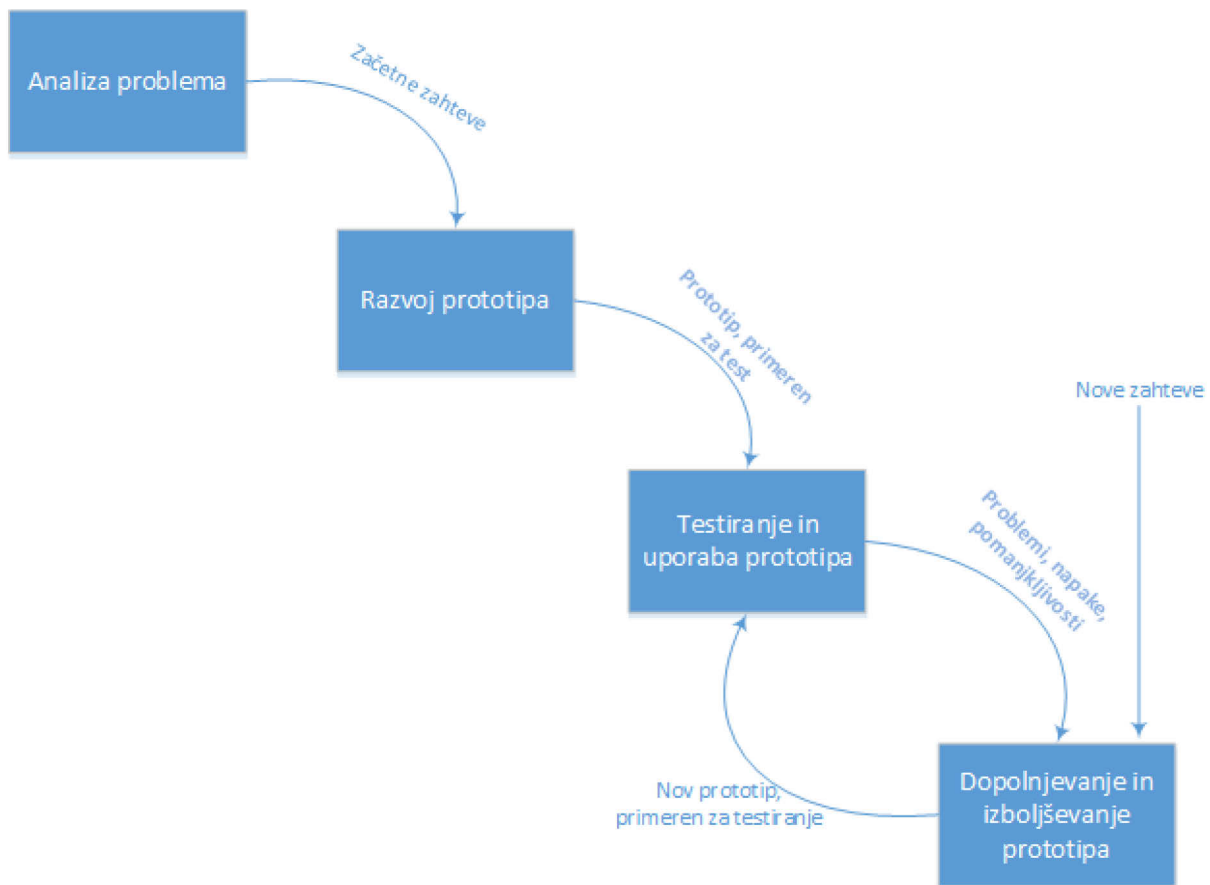 Analiza problema
Začetne zahteve
Razvoj prototipa
Prototip, primeren
za test
Nove zahteve
Testiranje in
uporaba prototipa
Problemi, napake,
pomanjkljivosti
Nov prototip,
primeren za testiranje
Dopolnjevanje in
izboljševanje
prototipa